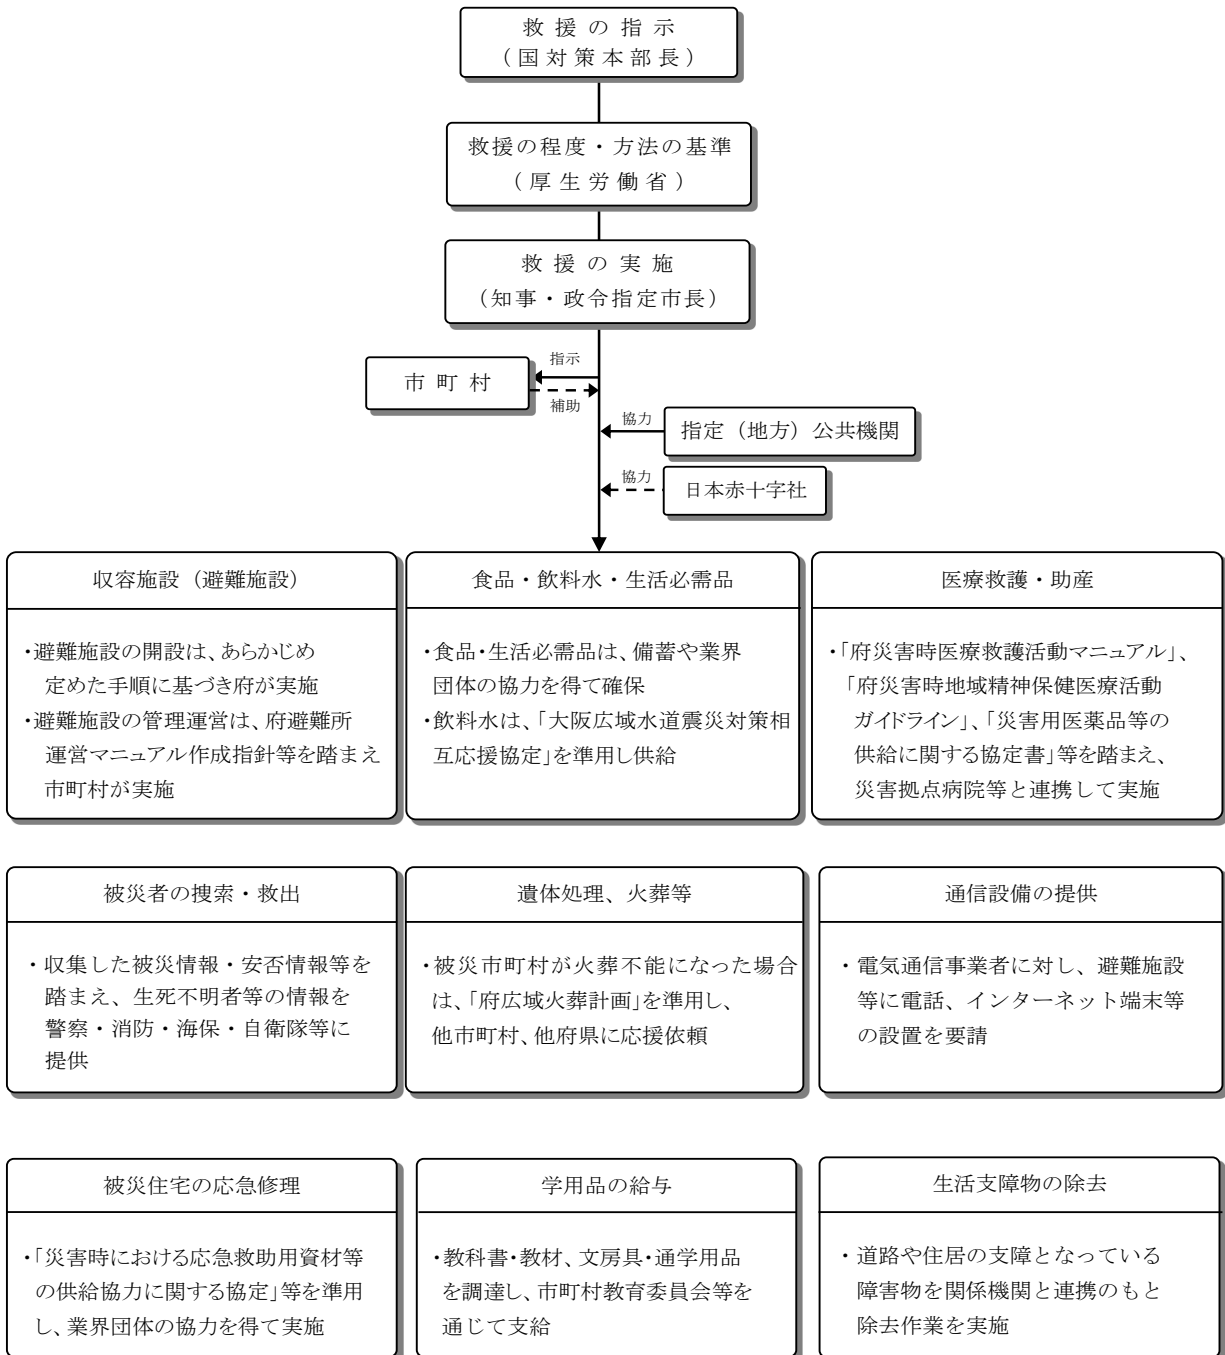 救援の指示
（国対策本部長）
救援の程度・方法の基準
（厚生労働省）
救援の実施
（知事・政令指定市長）
指示
市町村
補助
協力
指定（地方）公共機関
協力
日本赤十字社
収容施設（避難施設）
・避難施設の開設は、あらかじめ
定めた手順に基づき府が実施
・避難施設の管理運営は、府避難所
運営マニュアル作成指針等を踏まえ
市町村が実施
食品・飲料水・生活必需品
・食品・生活必需品は、備蓄や業界
団体の協力を得て確保
・飲料水は、「大阪広域水道震災対策相
互応援協定」を準用し供給
医療救護・助産
・「府災害時医療救護活動マニュアル」、
「府災害時地域精神保健医療活動
ガイドライン」、「災害用医薬品等の
供給に関する協定書」等を踏まえ、
災害拠点病院等と連携して実施
被災者の捜索・救出
・収集した被災情報・安否情報等を
踏まえ、生死不明者等の情報を
警察・消防・海保・自衛隊等に
提供
遺体処理、火葬等
・被災市町村が火葬不能になった場合
は、「府広域火葬計画」を準用し、
他市町村、他府県に応援依頼
通信設備の提供
・電気通信事業者に対し、避難施設
等に電話、インターネット端末等
の設置を要請
被災住宅の応急修理
・「災害時における応急救助用資材等
の供給協力に関する協定」等を準用
し、業界団体の協力を得て実施
学用品の給与
・教科書・教材、文房具・通学用品
を調達し、市町村教育委員会等を
通じて支給
生活支障物の除去
・道路や住居の支障となっている
障害物を関係機関と連携のもと
除去作業を実施